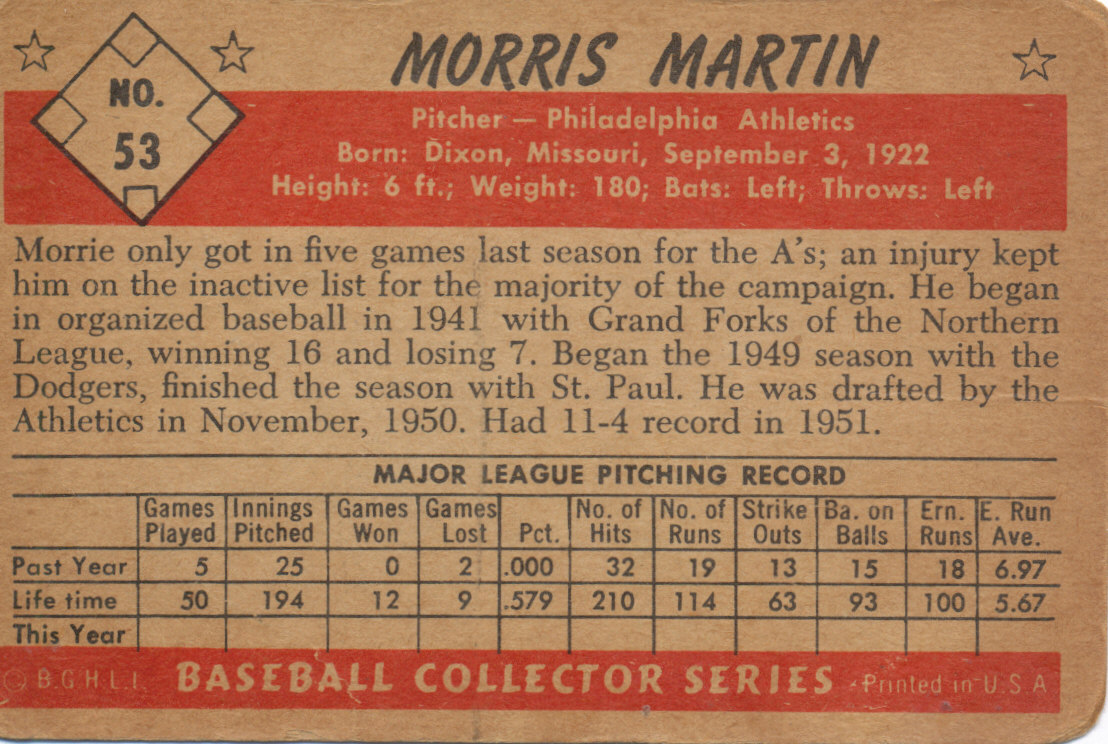 MORRIS MARTIN
NO.
53
Pitcher — Philadelphia Athletics
Born: Dixon, Missouri, September 3, 1922
Height: 6 ft.; Weight: 180; Bats: Left; Throws: Left
Morrie only got in five games last season for the A's; an injury kept
him on the inactive list for the majority of the campaign. He began
in organized baseball in 1941 with Grand Forks of the Northern
League, winning 16 and losing 7. Began the 1949 season with the
Dodgers, finished the season with St. Paul. He was drafted by the
Athletics in November, 1950. Had 11-4 record in 1951.
MAJOR LEAGUE PITCHING RECORD
Games Innings Games Games No. of No. of Strike Ba. on Ern. E. Run
Played Pitched Won Lost Pct. Hits Runs Outs Balls Runs Ave.
Past Year 5 25 0 2 .000 32 19 13 15 18 6.97
Life time 50 194 12 9 .579 210 114 63 93 100 5.67
This Year
© B.G.H.L.I. BASEBALL COLLECTOR SERIES Printed in U.S.A